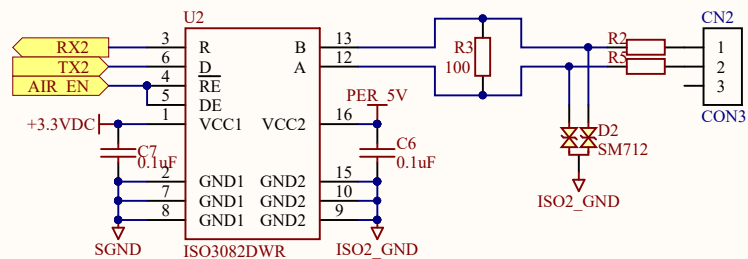 U2
CN2
RX2
3
R
B
13
R2
1
TX2
6
D
A
12
R3
100
R5
2
AIR_EN
4
RE
3
5
DE
PER_5V
CON3
+3.3VDC
1
VCC1
VCC2
16
D2
C7
0.1uF
C6
0.1uF
SM712
2
GND1
GND2
15
7
GND1
GND2
10
ISO2_GND
8
GND1
GND2
9
SGND
ISO3082DWR
ISO2_GND